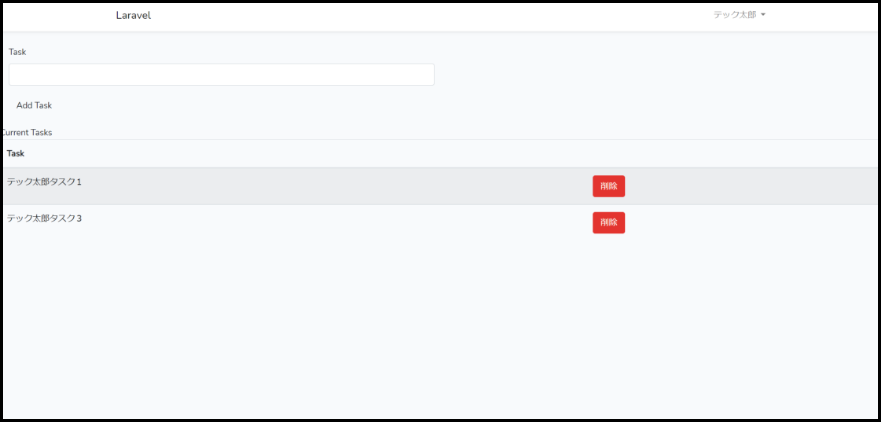 Laravel
テック太郎
Task
Add Task
Current Tasks
Task
テック太郎タスク1
削除
テック太郎タスク3
削除